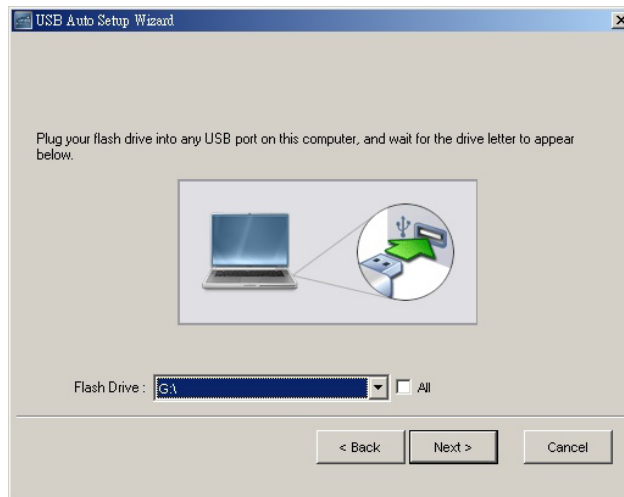 USB Auto Setup Wizard
Plug your flash drive into any USB port on this computer, and wait for the drive letter to appear
below.
Flash Drive : G:\ All
< Back Next > Cancel